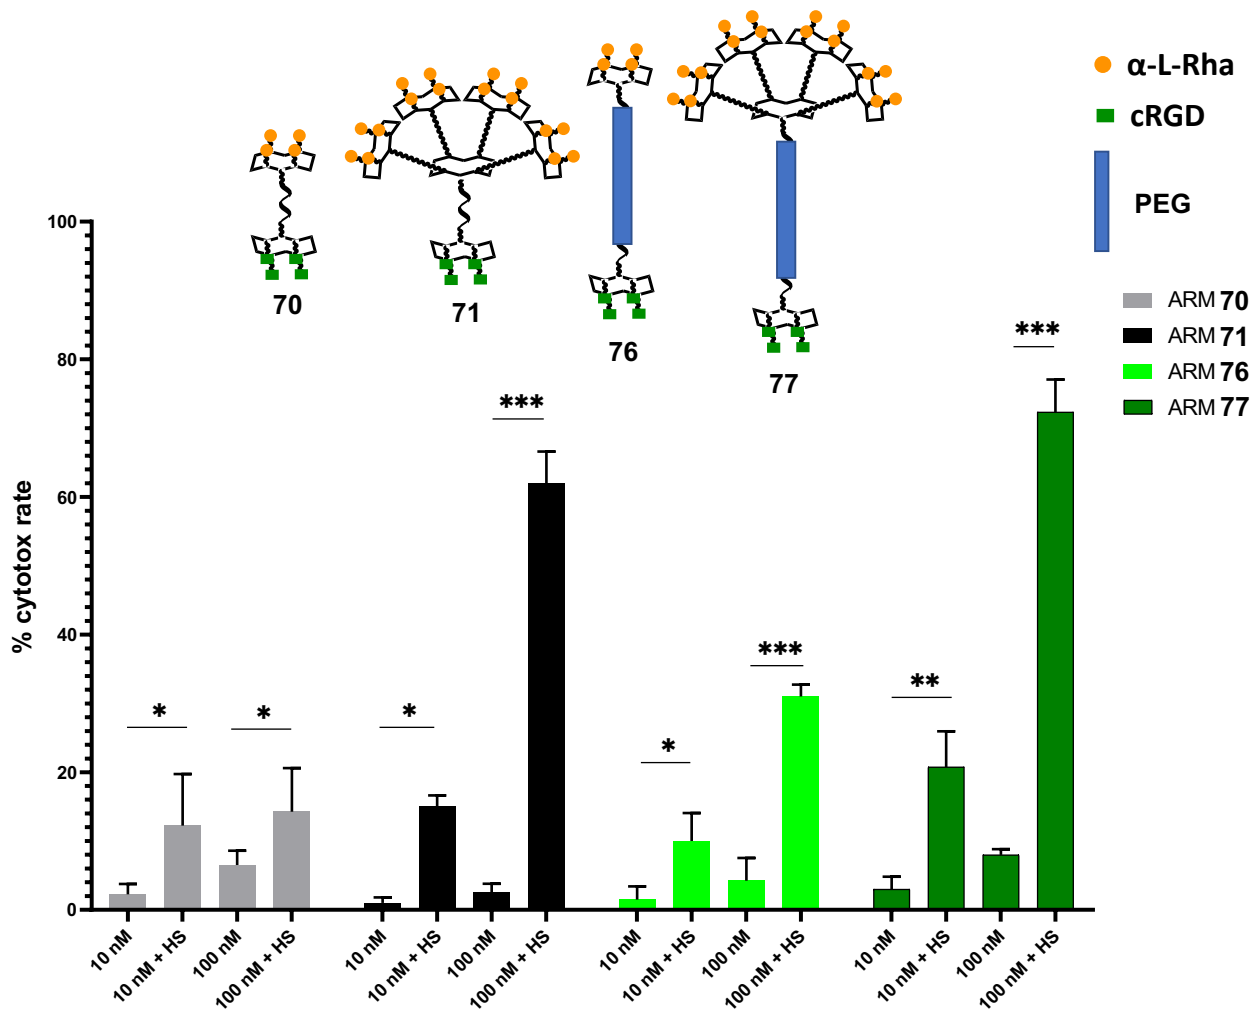 α-L-Rha
cRGD
PEG
70
71
76
77
ARM 70
ARM 71
ARM 76
ARM 77
% cytotox rate
100
80
60
40
20
0
*
*
*
***
*
***
**
***
10 nM
10 nM + HS
100 nM
100 nM + HS
10 nM
10 nM + HS
100 nM
100 nM + HS
10 nM
10 nM + HS
100 nM
100 nM + HS
10 nM
10 nM + HS
100 nM
100 nM + HS